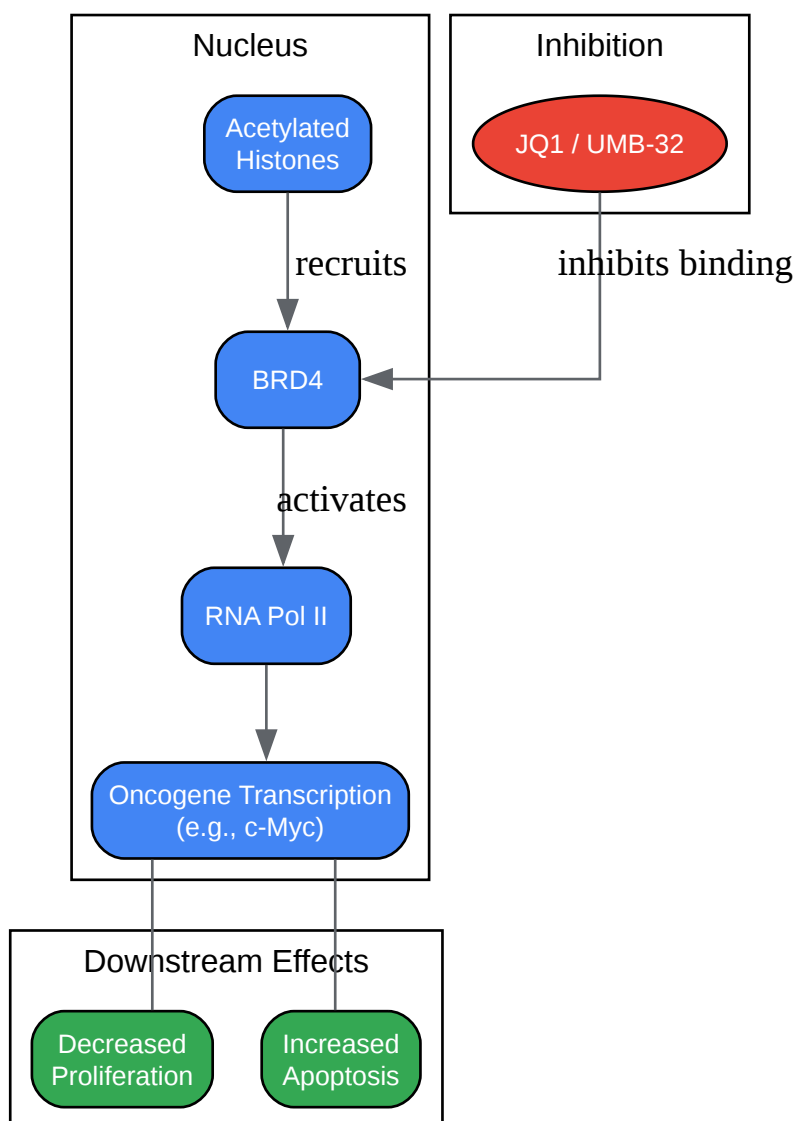 Nucleus
Inhibition
Acetylated
Histones
JQ1 / UMB-32
recruits
inhibits binding
BRD4
activates
RNA Pol II
Oncogene Transcription
(e.g., c-Myc)
Downstream Effects
Decreased
Proliferation
Increased
Apoptosis